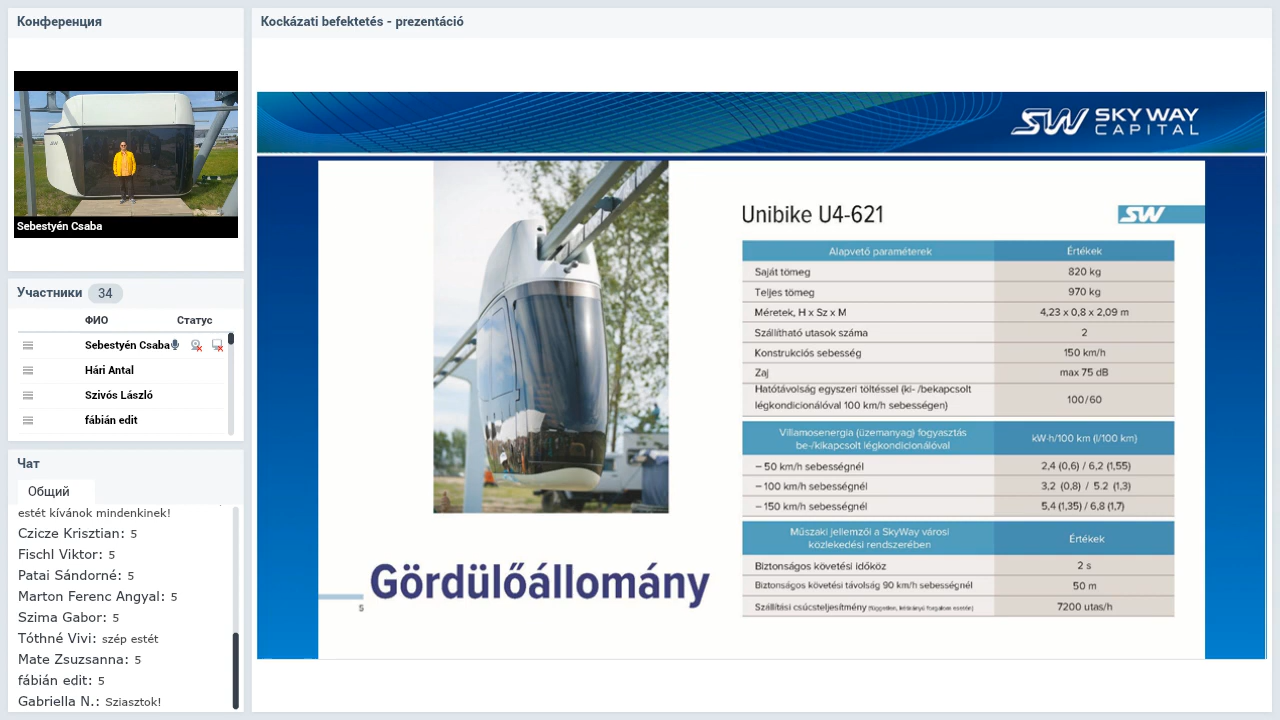 Конференция
Sebestyén Csaba
Участники 34
ФИО Статус
Sebestyén Csaba
Hári Antal
Szivós László
fábián edit
Чат
Общий
estét kívánok mindenkinek!
Czicze Krisztian: 5
Fischl Viktor: 5
Patai Sándorné: 5
Marton Ferenc Angyal: 5
Szima Gabor: 5
Tóthné Vivi: szép estét
Mate Zsuzsanna: 5
fábián edit: 5
Gabriella N.: Sziasztok!
Kockázati befektetés - prezentáció
SW SKY WAY
CAPITAL
Unibike U4-621
SW
Alapvető paraméterek Értékek
Saját tömeg 820 kg
Teljes tömeg 970 kg
Méretek, H x Sz x M 4,23 x 0,8 x 2,09 m
Szállítható utasok száma 2
Konstrukciós sebesség 150 km/h
Zaj max 75 dB
Hatótávolság egyszeri töltéssel (ki- /bekapcsolt
légkondicionálóval 100 km/h sebességen) 100/60
Villamosenergia (üzemanyag) fogyasztás
be-/kikapcsolt légkondicionálóval kW·h/100 km (l/100 km)
– 50 km/h sebességnél 2,4 (0,6) / 6,2 (1,55)
– 100 km/h sebességnél 3,2 (0,8) / 5.2 (1,3)
– 150 km/h sebességnél 5,4 (1,35) / 6,8 (1,7)
Műszaki jellemzői a SkyWay városi
közlekedési rendszerében Értékek
Biztonságos követési időköz 2 s
Biztonságos követési távolság 90 km/h sebességnél 50 m
Szállítási csúcsteljesítmény 7200 utas/h
Gördülőállomány
5